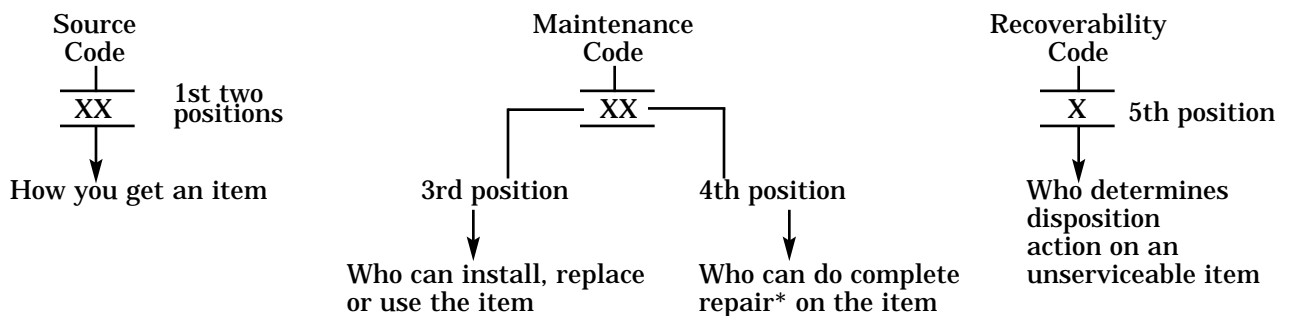 Source
Code
XX
1st two
positions
How you get an item
Maintenance
Code
XX
3rd position
4th position
Who can install, replace
or use the item
Who can do complete
repair* on the item
Recoverability
Code
X
5th position
Who determines
disposition
action on an
unserviceable item